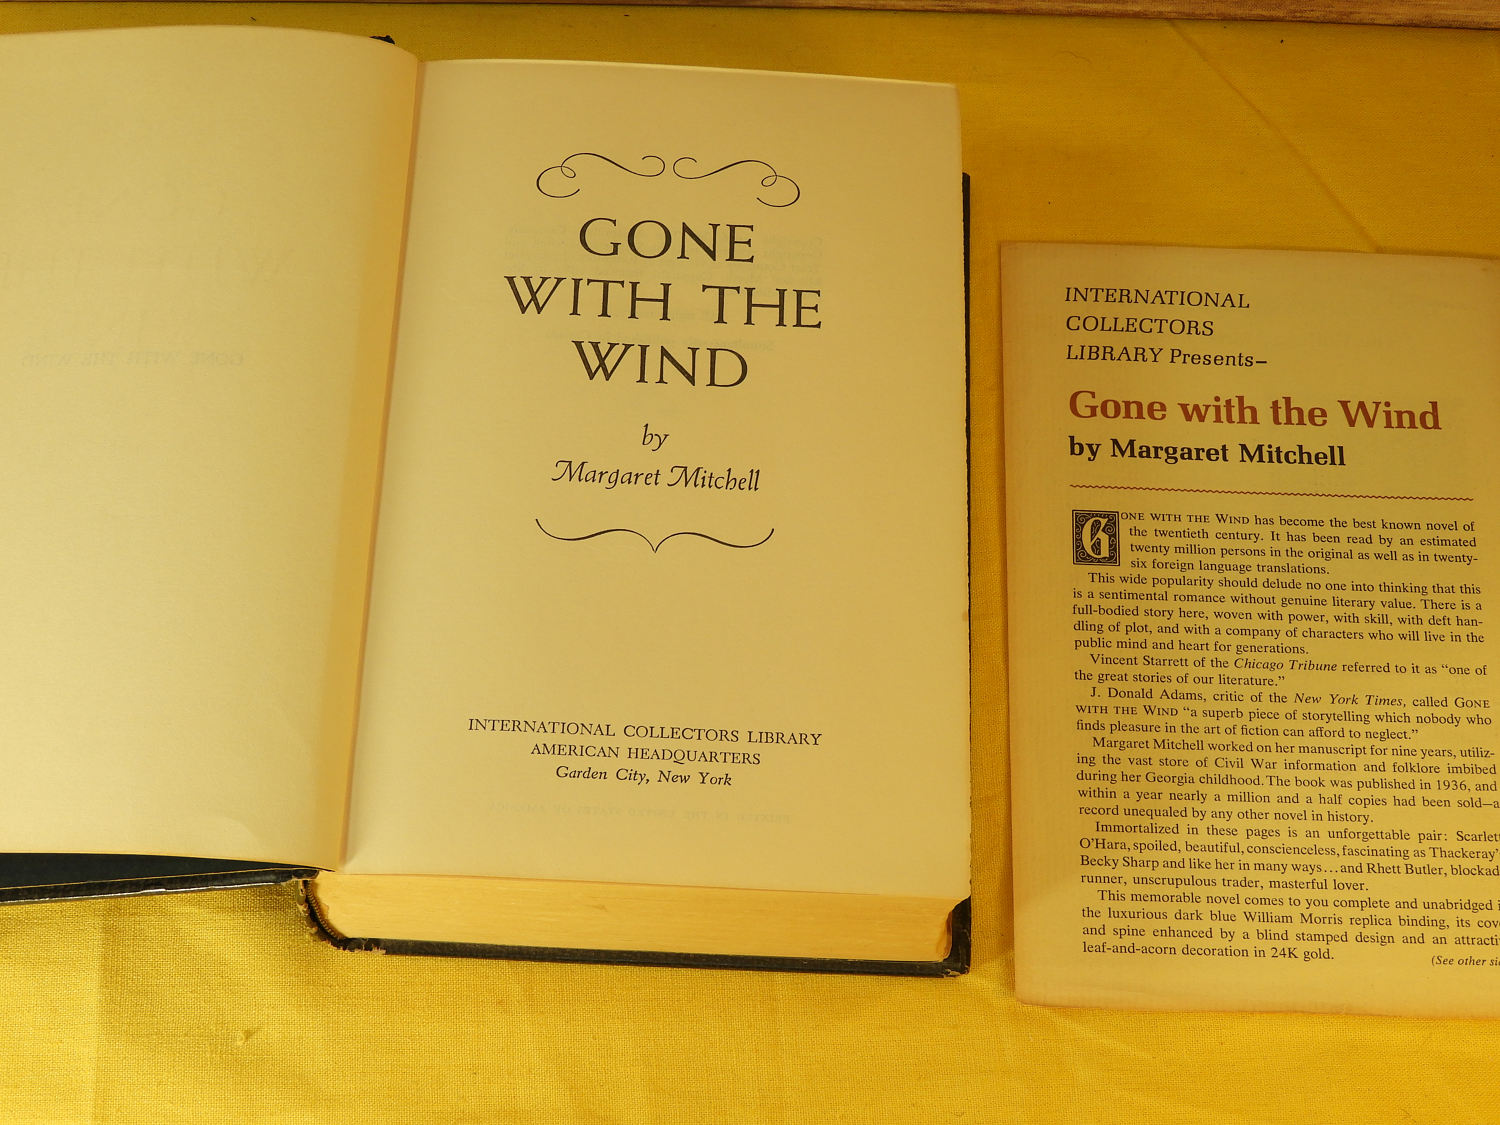 GONE
WITH THE
WIND
by
Margaret Mitchell
INTERNATIONAL COLLECTORS LIBRARY
AMERICAN HEADQUARTERS
Garden City, New York
INTERNATIONAL
COLLECTORS
LIBRARY Presents–
Gone with the Wind
by Margaret Mitchell
GONE WITH THE WIND has become the best known novel of
the twentieth century. It has been read by an estimated
twenty million persons in the original as well as in twenty-
six foreign language translations.
This wide popularity should delude no one into thinking that this
is a sentimental romance without genuine literary value. There is a
full-bodied story here, woven with power, with skill, with deft han-
dling of plot, and with a company of characters who will live in the
public mind and heart for generations.
Vincent Starrett of the Chicago Tribune referred to it as “one of
the great stories of our literature.”
J. Donald Adams, critic of the New York Times, called GONE
WITH THE WIND “a superb piece of storytelling which nobody who
finds pleasure in the art of fiction can afford to neglect.”
Margaret Mitchell worked on her manuscript for nine years, utiliz-
ing the vast store of Civil War information and folklore imbibed
during her Georgia childhood. The book was published in 1936, and
within a year nearly a million and a half copies had been sold—a
record unequaled by any other novel in history.
Immortalized in these pages is an unforgettable pair: Scarlett
O'Hara, spoiled, beautiful, conscienceless, fascinating as Thackeray's
Becky Sharp and like her in many ways...and Rhett Butler, blockad
runner, unscrupulous trader, masterful lover.
This memorable novel comes to you complete and unabridged i
the luxurious dark blue William Morris replica binding, its cov
and spine enhanced by a blind stamped design and an attracti
leaf-and-acorn decoration in 24K gold.
(See other si